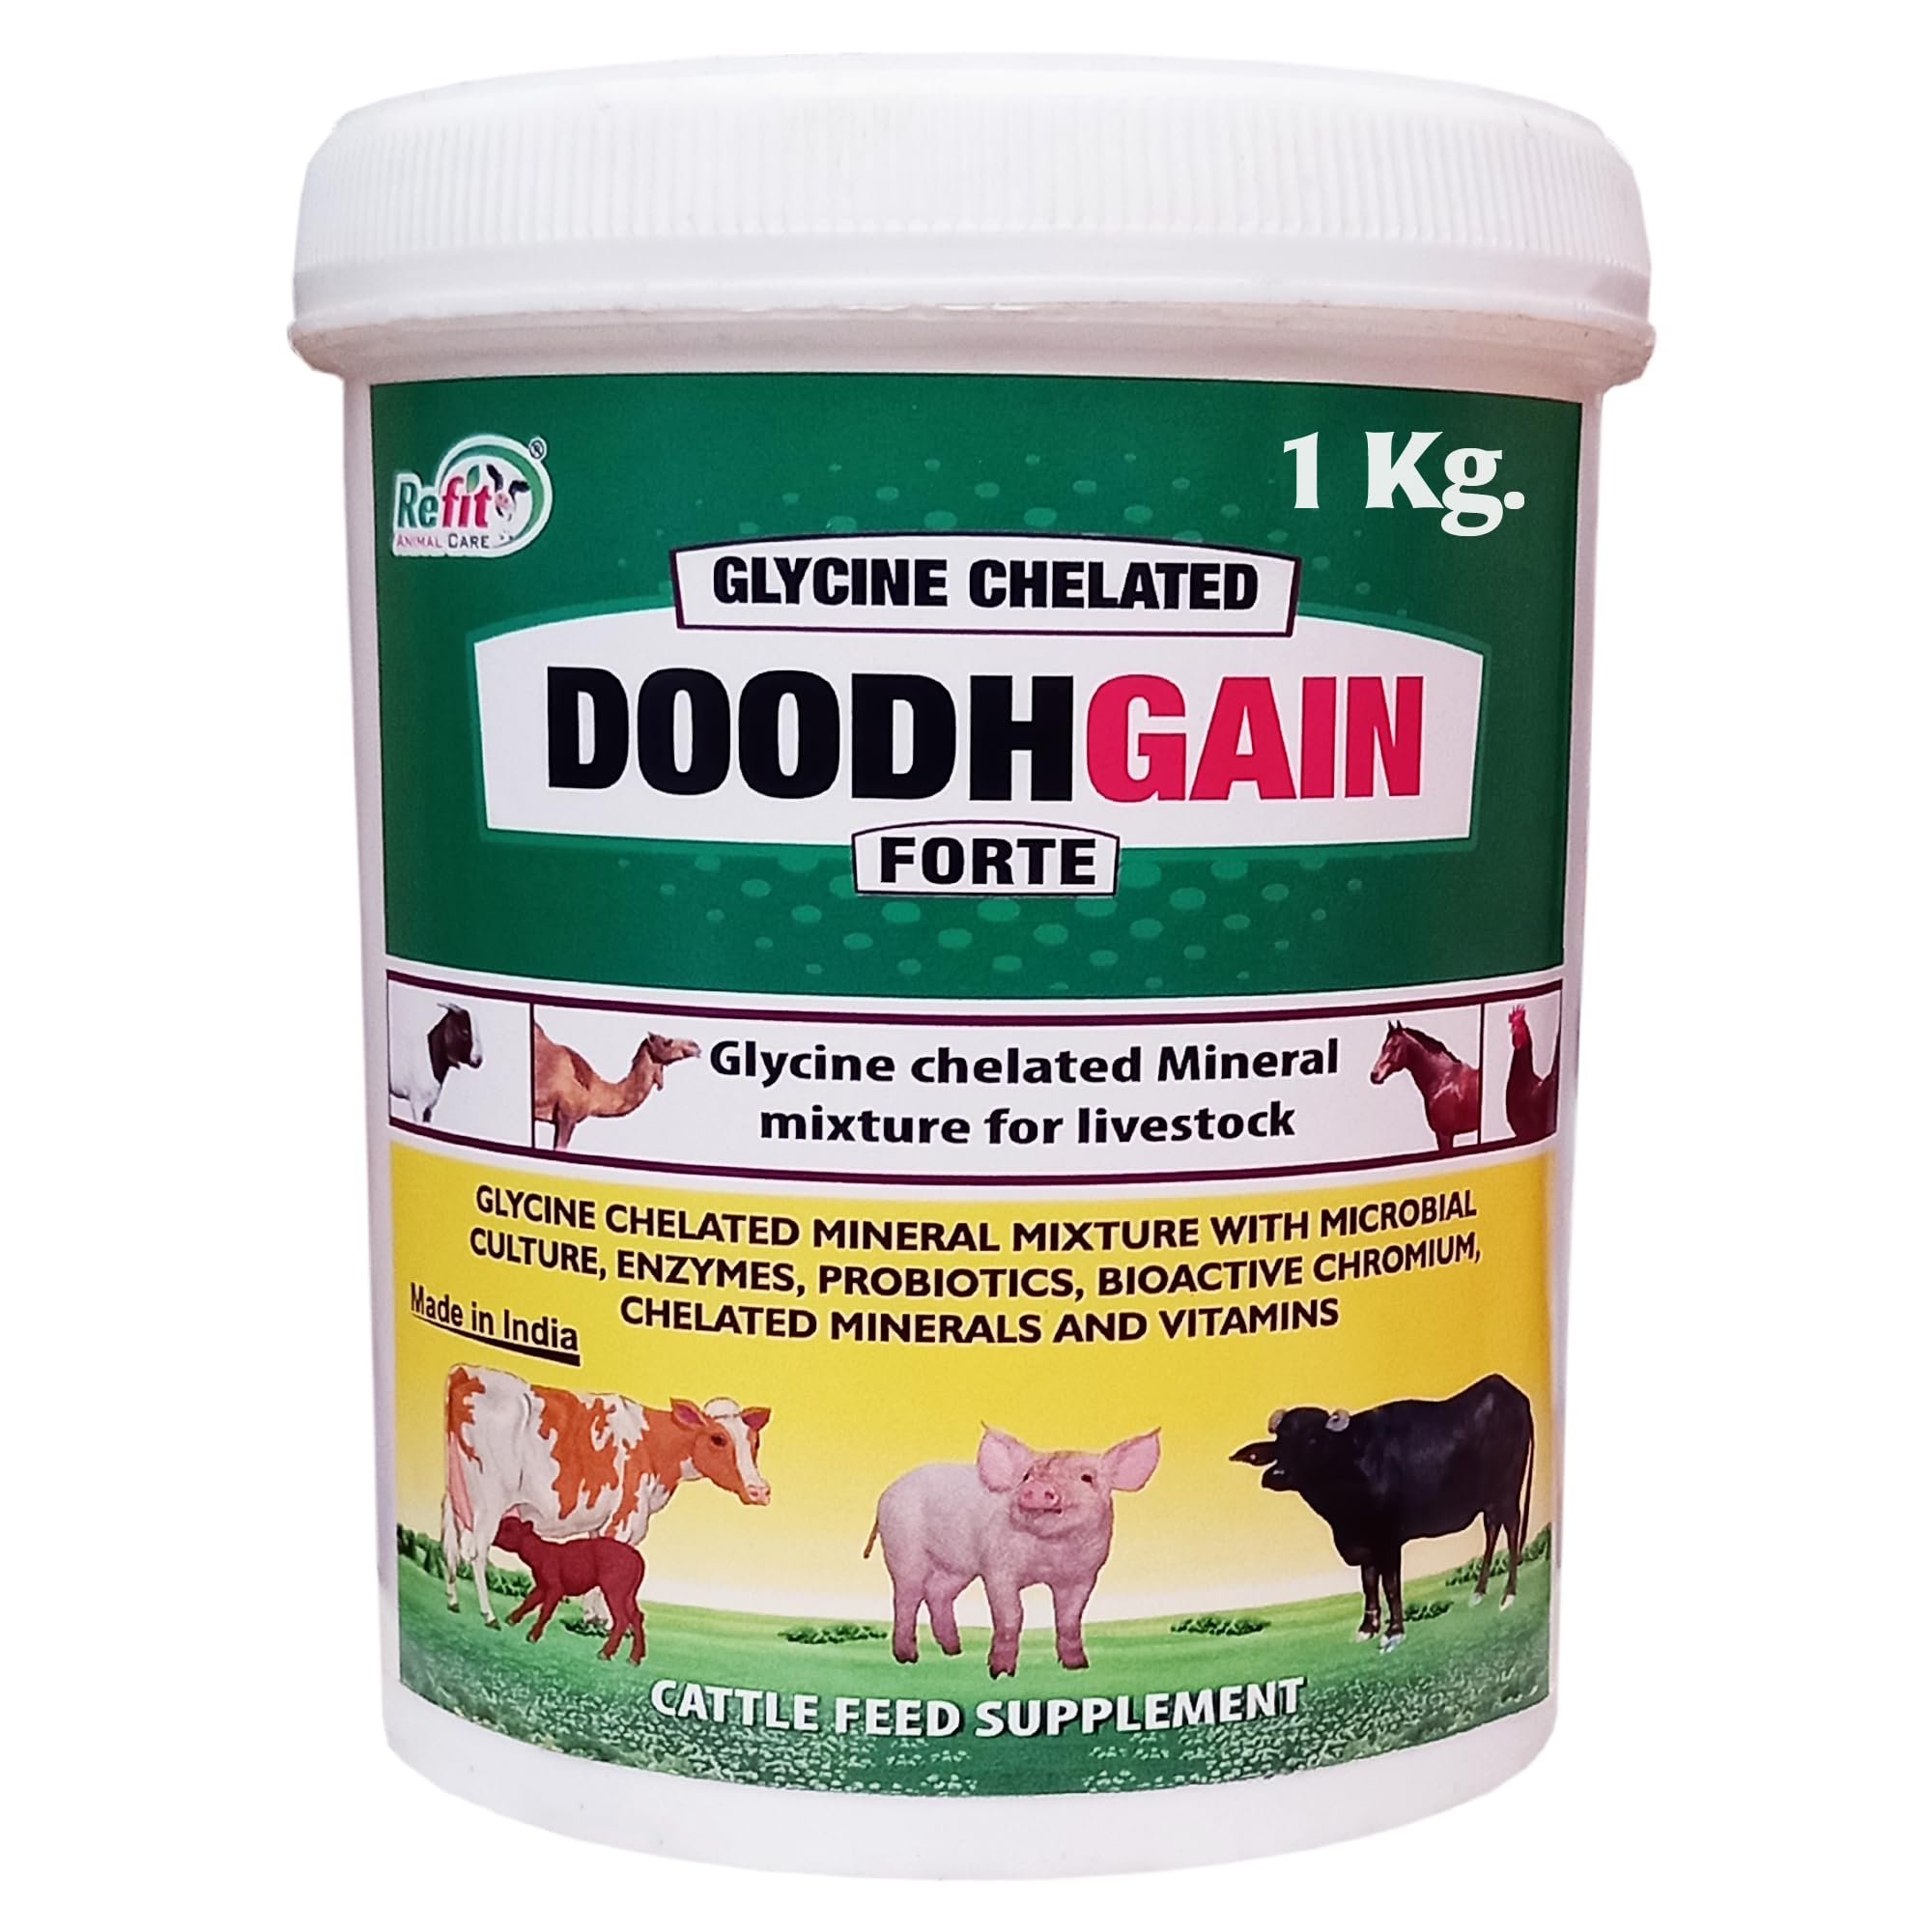 Refit®
ANIMAL CARE
1 Kg.
GLYCINE CHELATED
DOODHGAIN
FORTE
Glycine chelated Mineral
mixture for livestock
GLYCINE CHELATED MINERAL MIXTURE WITH MICROBIAL
CULTURE, ENZYMES, PROBIOTICS, BIOACTIVE CHROMIUM,
CHELATED MINERALS AND VITAMINS
Made in India
CATTLE FEED SUPPLEMENT